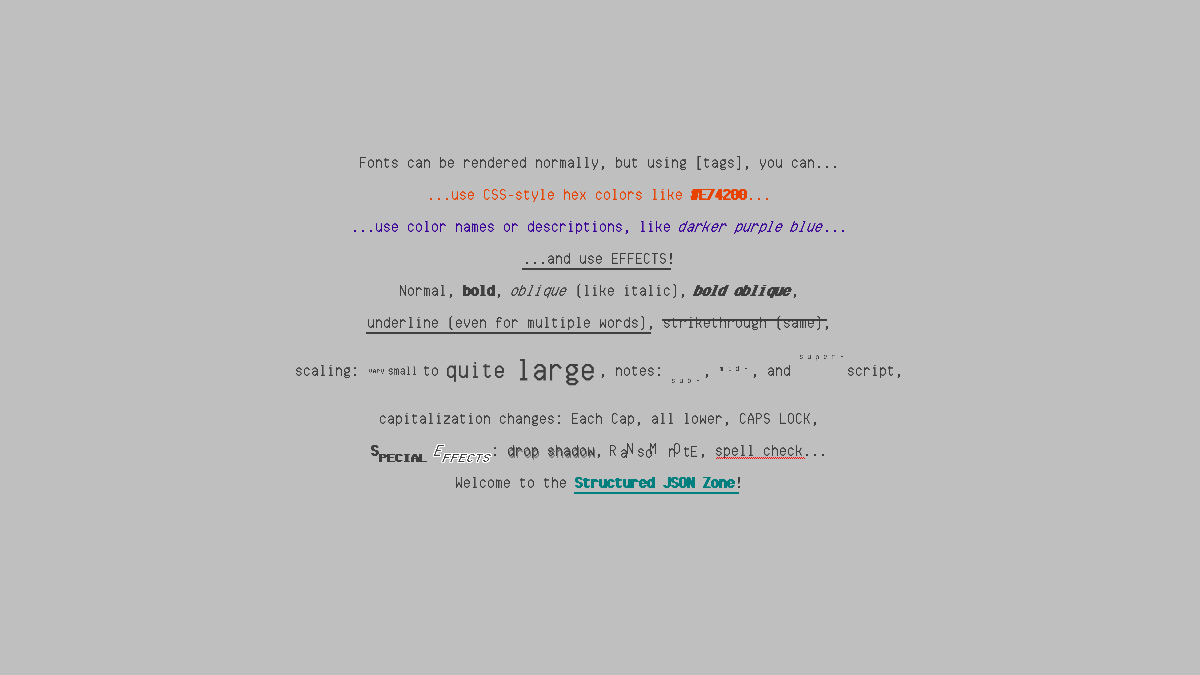 Fonts can be rendered normally, but using [tags], you can...
...use CSS-style hex colors like #E74200...
...use color names or descriptions, like darker purple blue...
...and use EFFECTS!
Normal, bold, oblique (like italic), bold oblique,
underline (even for multiple words), strikethrough (same),
scaling: very small to quite large, notes: sub-, mid-, and super-script,
capitalization changes: Each Cap, all lower, CAPS LOCK,
SPECIAL EFFECTS: drop shadow, RaNsoM nOtE, spell check...
Welcome to the Structured JSON Zone!